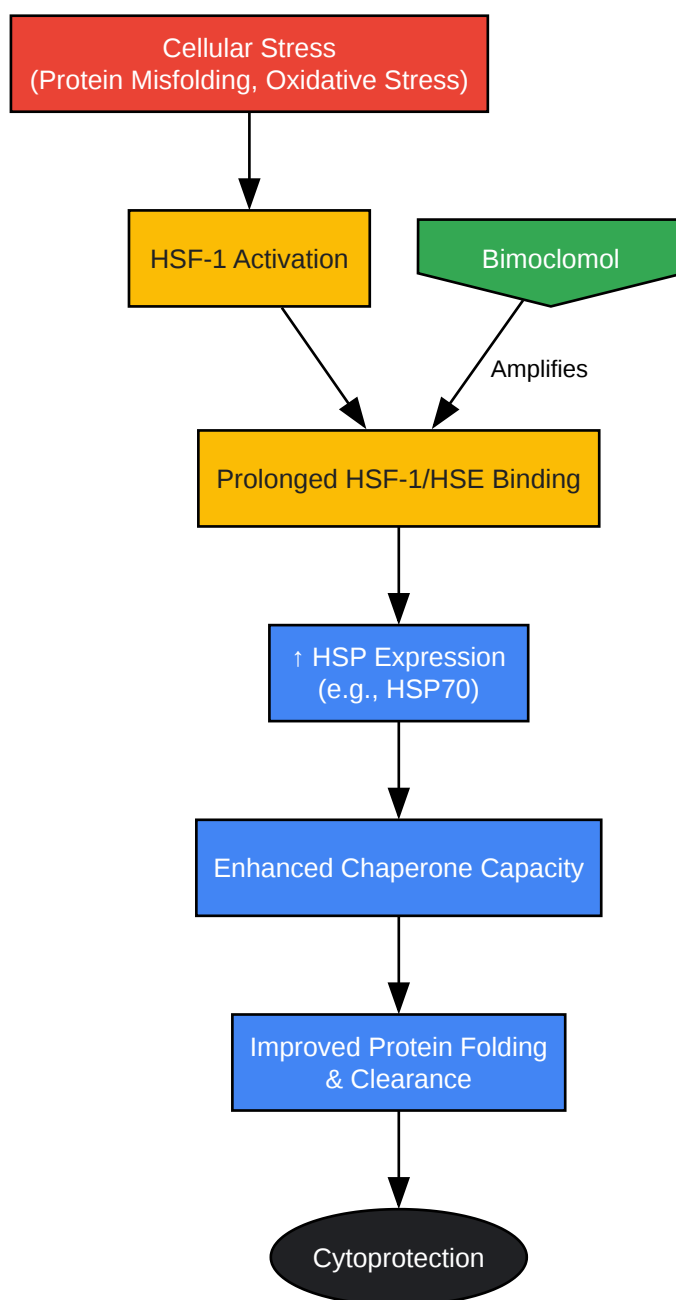 Cellular Stress
(Protein Misfolding, Oxidative Stress)
HSF-1 Activation
Bimoclomol
Amplifies
Prolonged HSF-1/HSE Binding
↑ HSP Expression
(e.g., HSP70)
Enhanced Chaperone Capacity
Improved Protein Folding
& Clearance
Cytoprotection